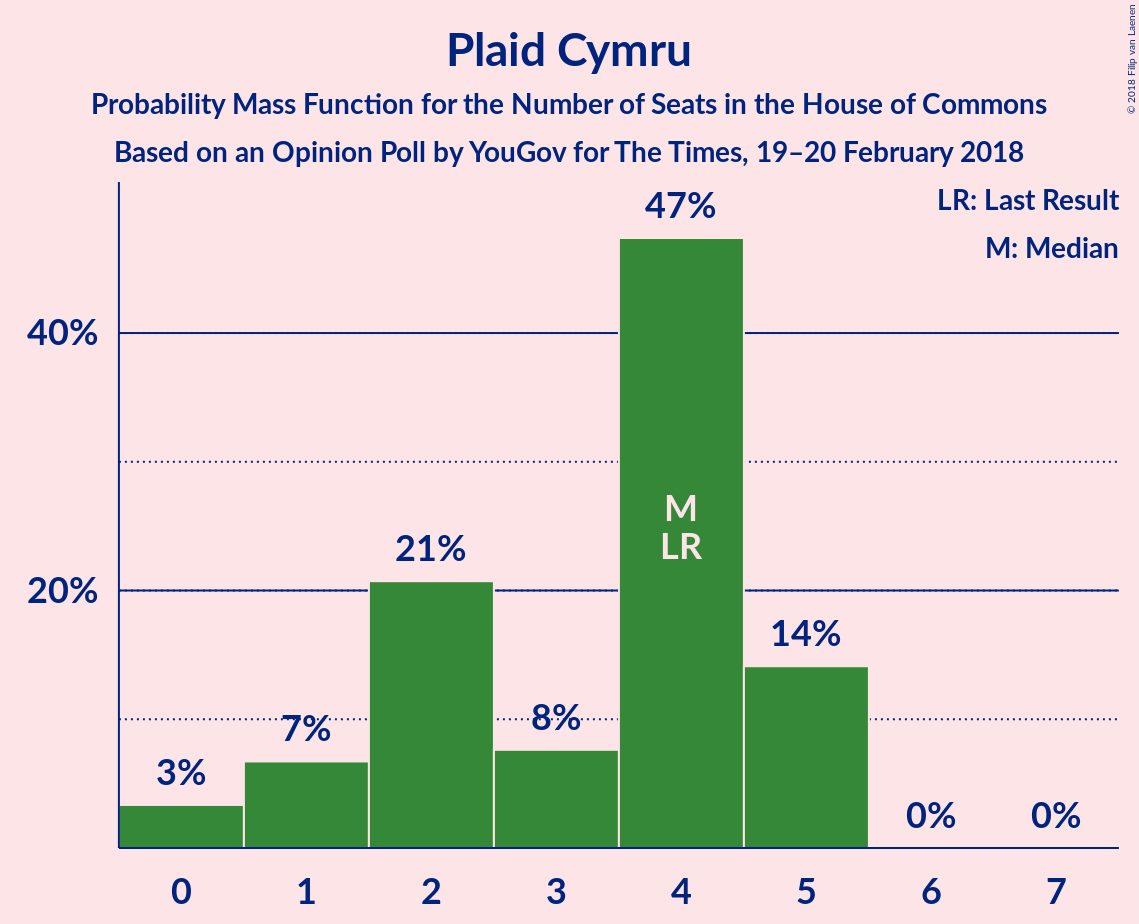 Plaid Cymru
Probability Mass Function for the Number of Seats in the House of Commons
Based on an Opinion Poll by YouGov for The Times, 19–20 February 2018
© 2018 Filip van Laenen
LR: Last Result
M: Median
47%
40%
M
LR
21%
20%
14%
8%
7%
3%
0% 0%
0 1 2 3 4 5 6 7